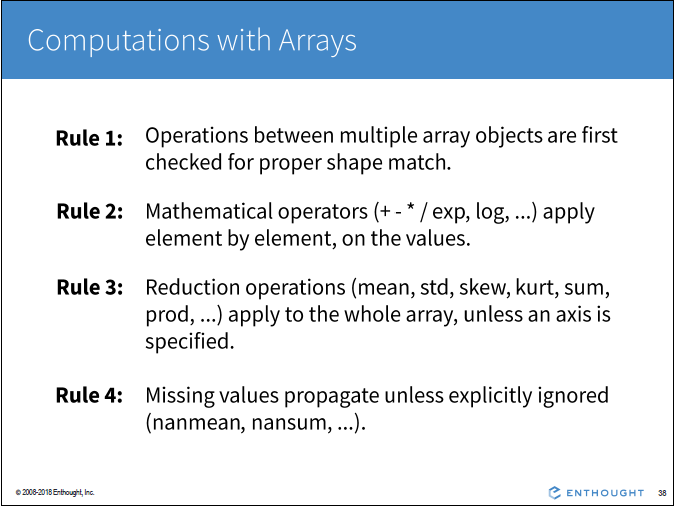 Computations with Arrays
Rule 1: Operations between multiple array objects are first
checked for proper shape match.
Rule 2: Mathematical operators (+ - * / exp, log, ...) apply
element by element, on the values.
Rule 3: Reduction operations (mean, std, skew, kurt, sum,
prod, ...) apply to the whole array, unless an axis is
specified.
Rule 4: Missing values propagate unless explicitly ignored
(nanmean, nansum, ...).
© 2008-2018 Enthought, Inc.
ENTHOUGHT
38